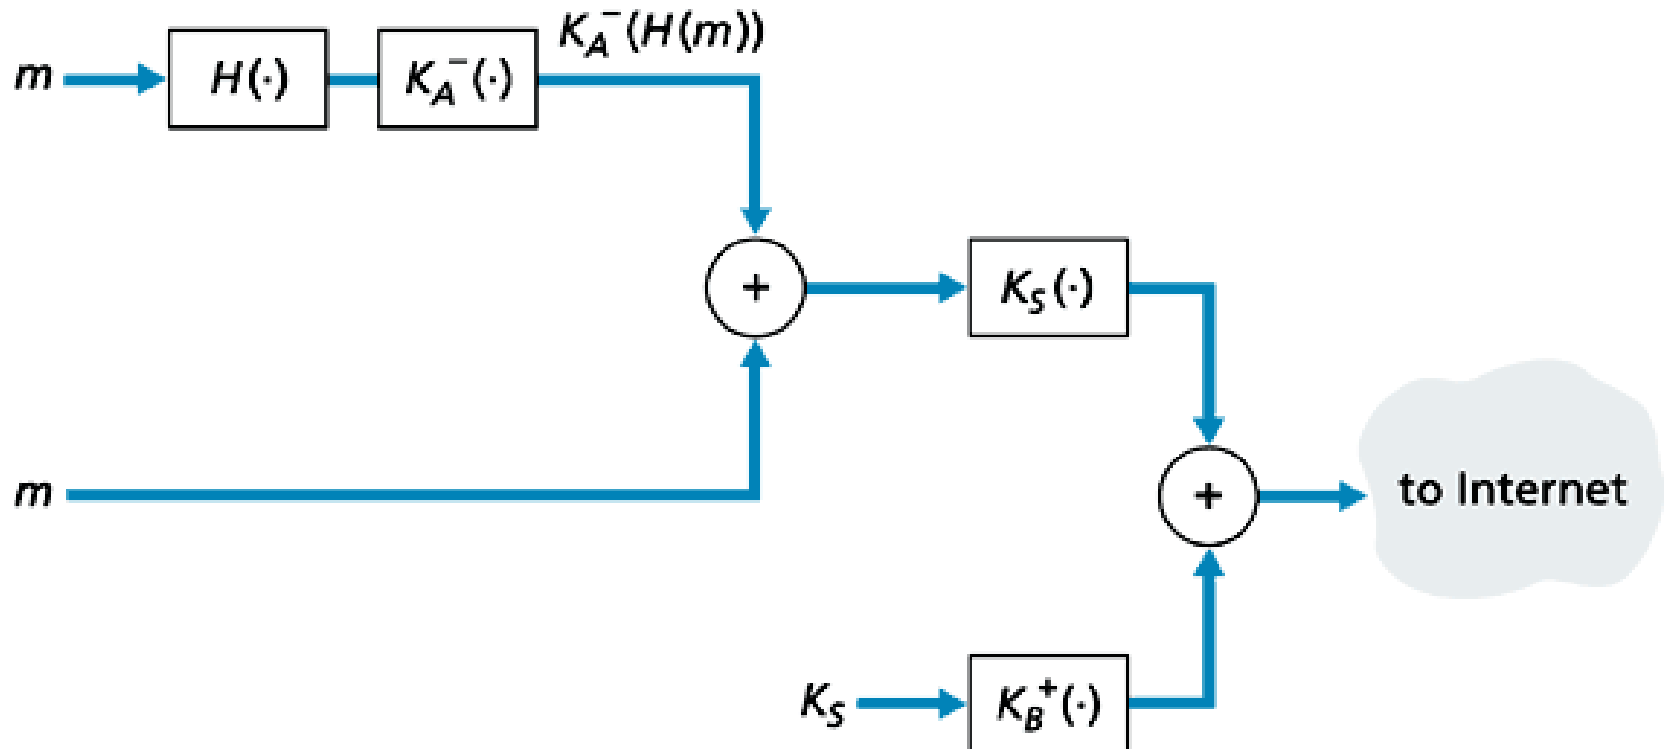 K_A^-(H(m))
m
H(·)
K_A^-(·)
+
K_S(·)
m
+
to Internet
K_S
K_B^+(·)